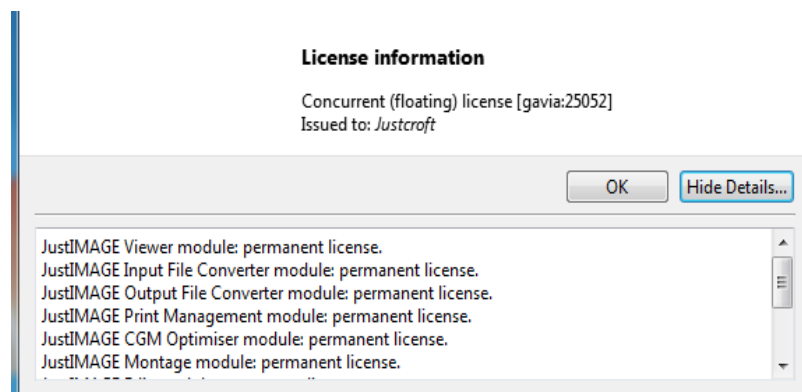 License information
Concurrent (floating) license [gavia:25052]
Issued to: Justcroft
OK
Hide Details...
JustIMAGE Viewer module: permanent license.
JustIMAGE Input File Converter module: permanent license.
JustIMAGE Output File Converter module: permanent license.
JustIMAGE Print Management module: permanent license.
JustIMAGE CGM Optimiser module: permanent license.
JustIMAGE Montage module: permanent license.